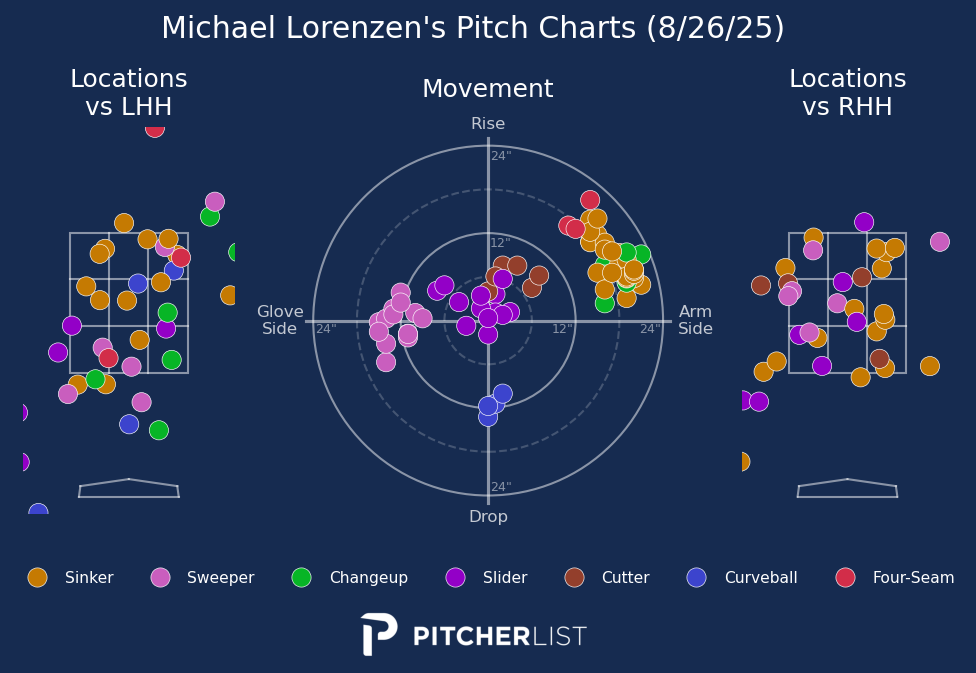 Michael Lorenzen's Pitch Charts (8/26/25)
Locations
vs LHH
Movement
Locations
vs RHH
Rise
24"
12"
Glove
Side
24"
12"
24"
Arm
Side
24"
Drop
Sinker
Sweeper
Changeup
Slider
Cutter
Curveball
Four-Seam
PITCHERLIST